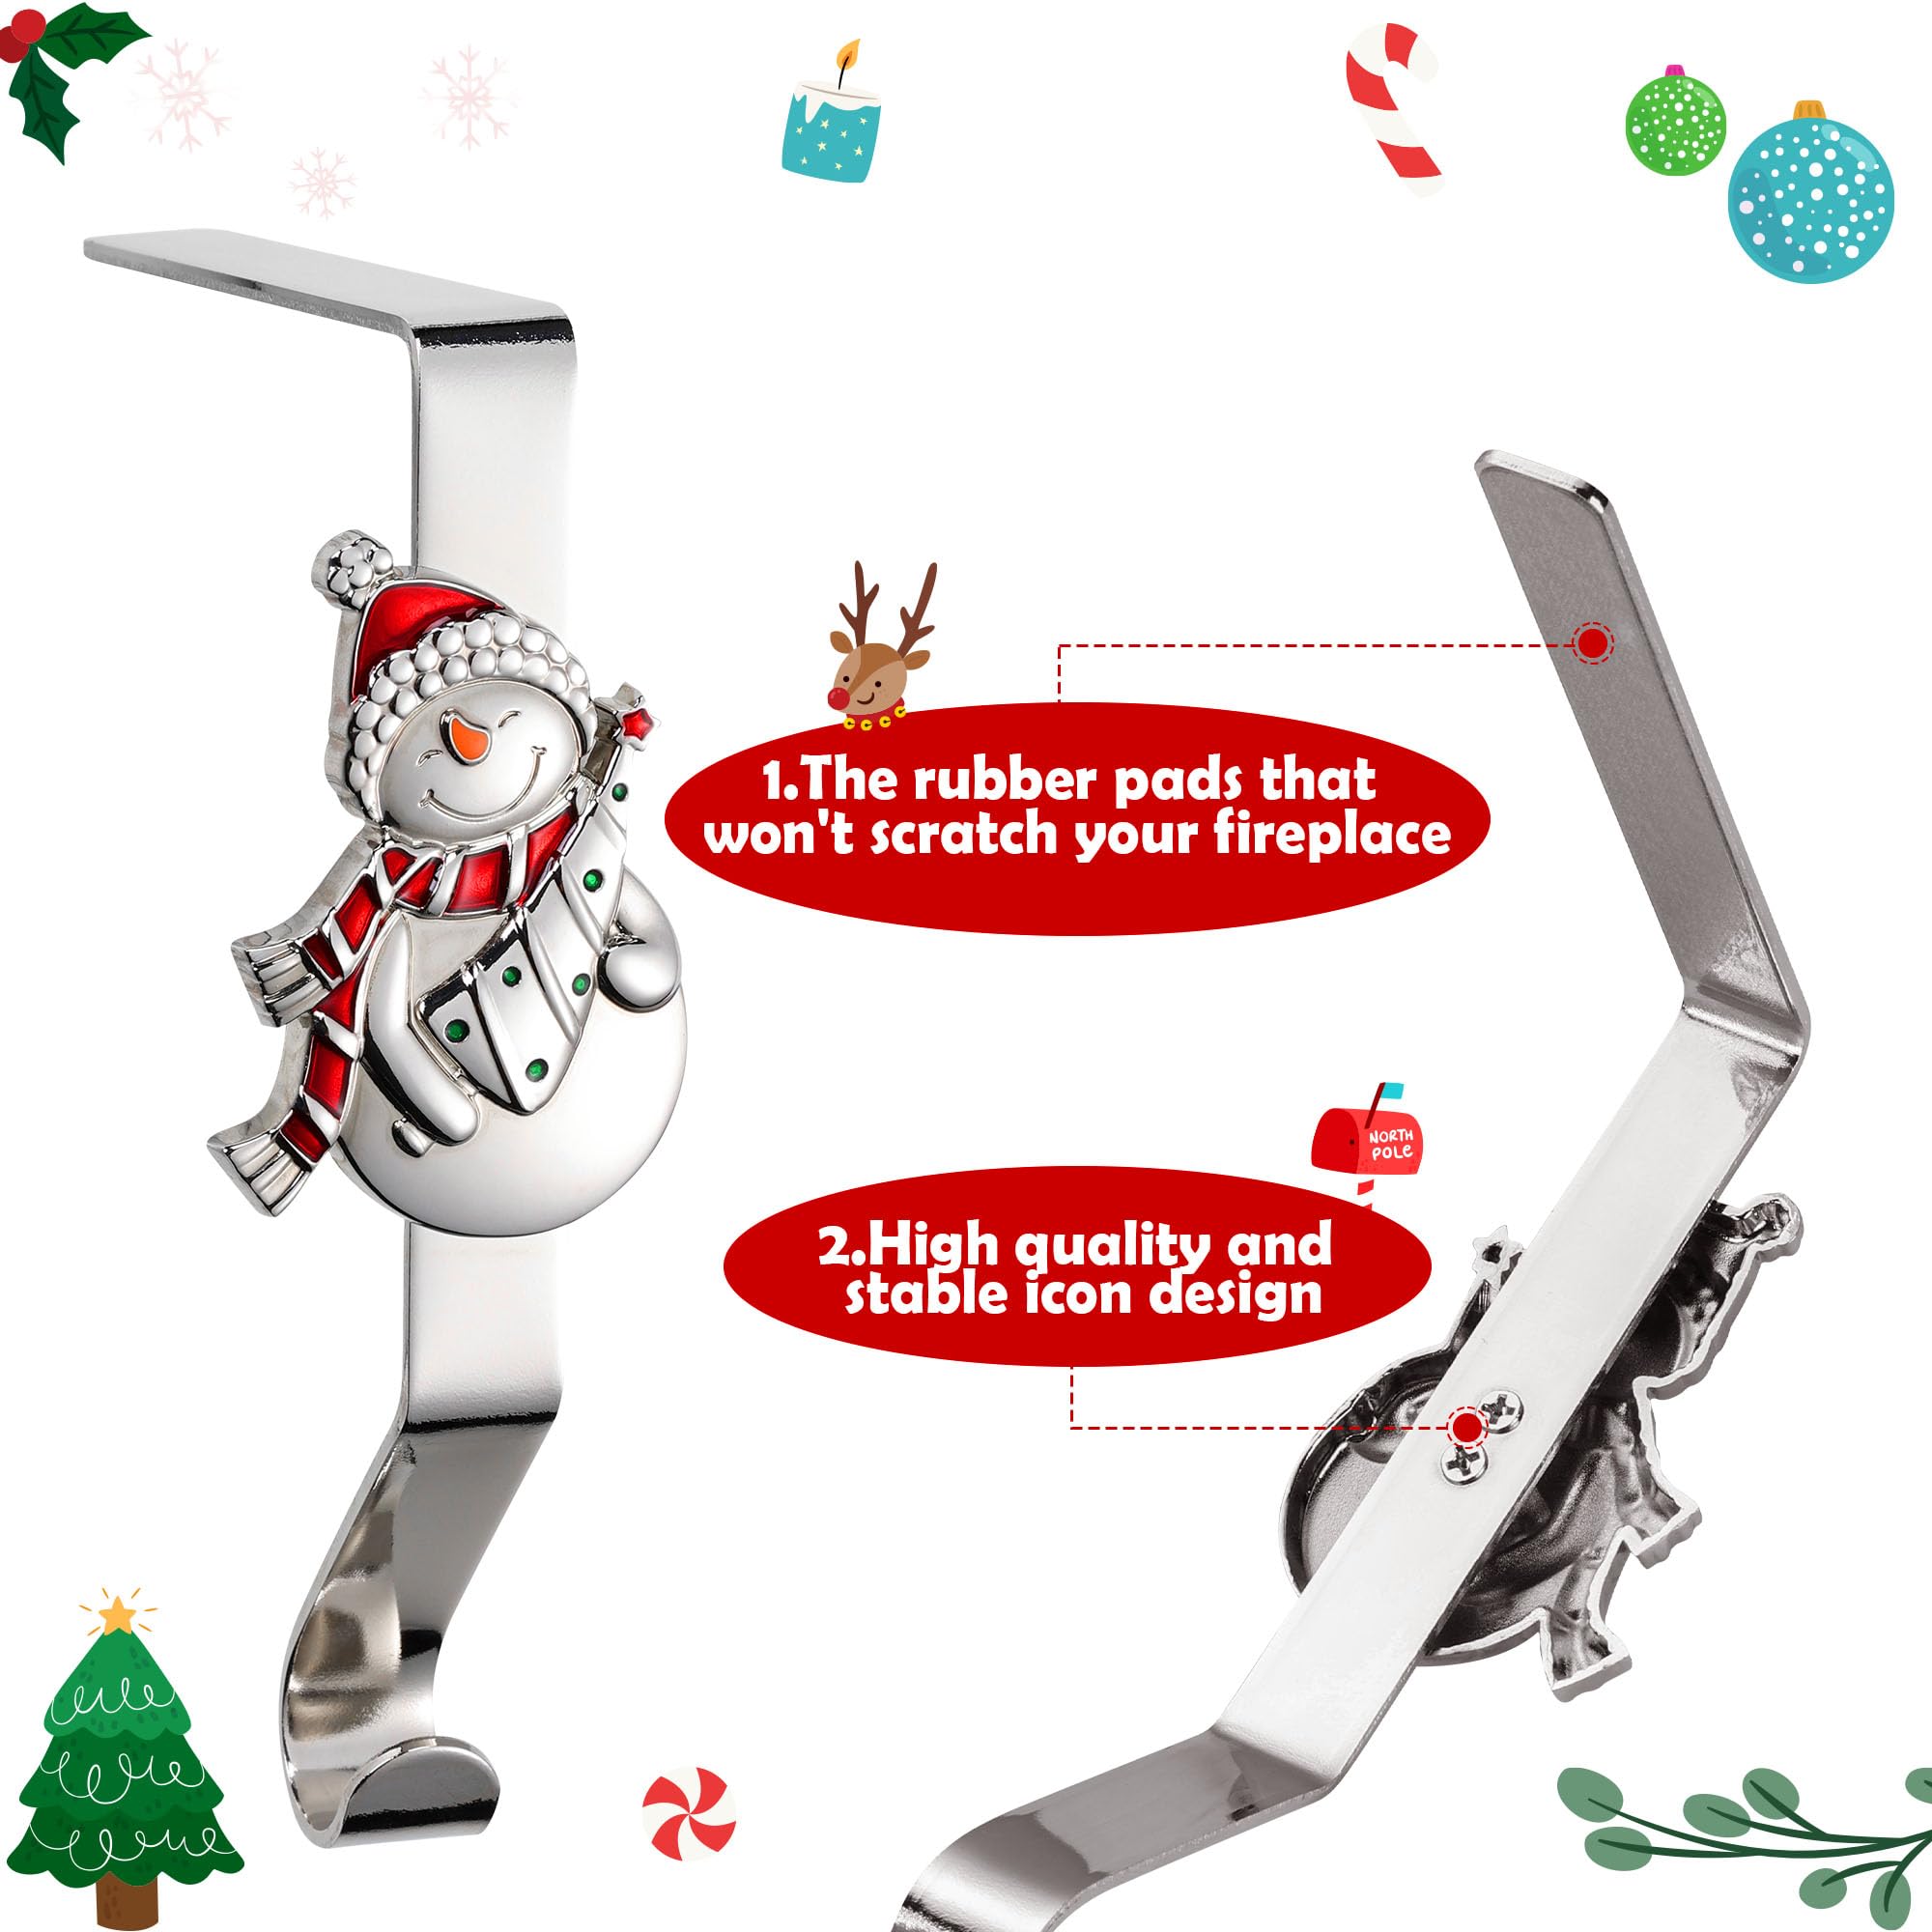 1.The rubber pads that
won't scratch your fireplace
NORTH
POLE
2.High quality and
stable icon design